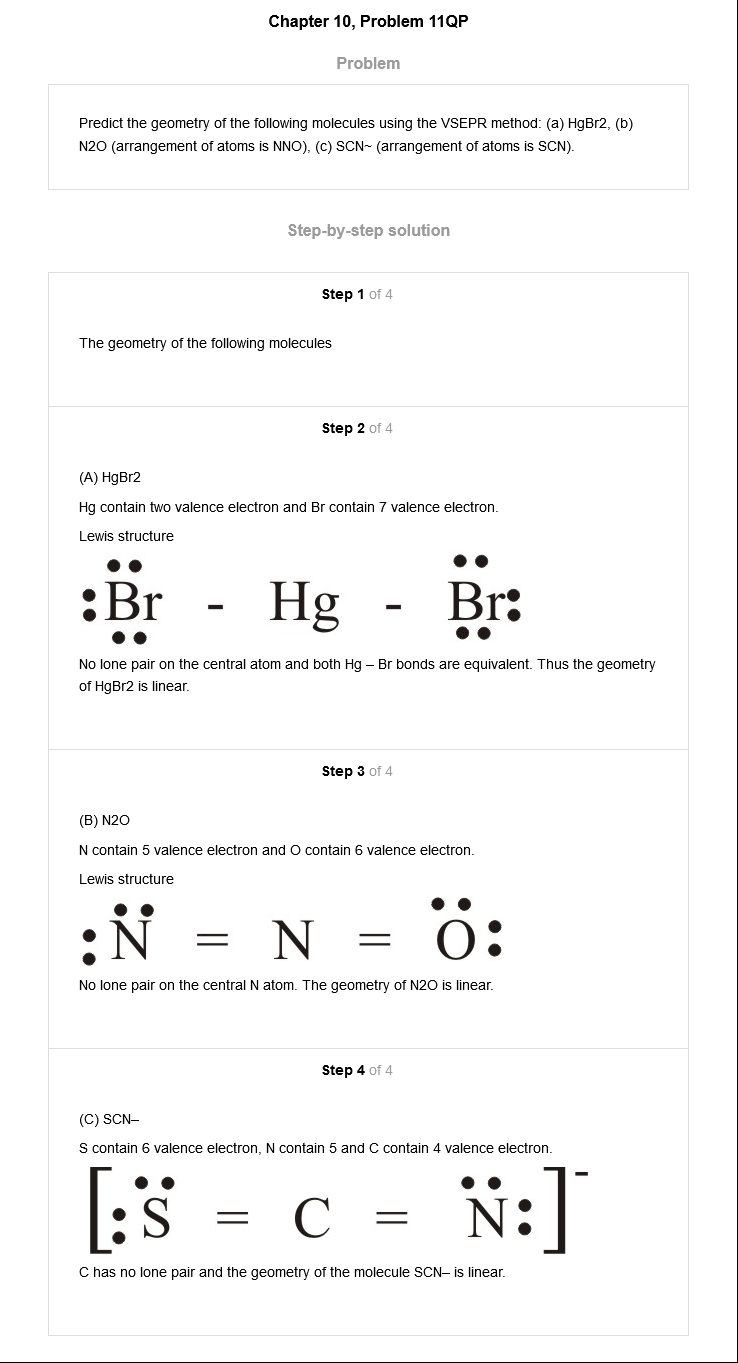 Chapter 10, Problem 11QP
Problem
Predict the geometry of the following molecules using the VSEPR method: (a) HgBr2, (b)
N2O (arrangement of atoms is NNO), (c) SCN~ (arrangement of atoms is SCN).
Step-by-step solution
Step 1 of 4
The geometry of the following molecules
Step 2 of 4
(A) HgBr2
Hg contain two valence electron and Br contain 7 valence electron.
Lewis structure
:Br - Hg - Br:
No lone pair on the central atom and both Hg – Br bonds are equivalent. Thus the geometry
of HgBr2 is linear.
Step 3 of 4
(B) N2O
N contain 5 valence electron and O contain 6 valence electron.
Lewis structure
:N = N = O:
No lone pair on the central N atom. The geometry of N2O is linear.
Step 4 of 4
(C) SCN–
S contain 6 valence electron, N contain 5 and C contain 4 valence electron.
[:S = C = N:]-
C has no lone pair and the geometry of the molecule SCN– is linear.